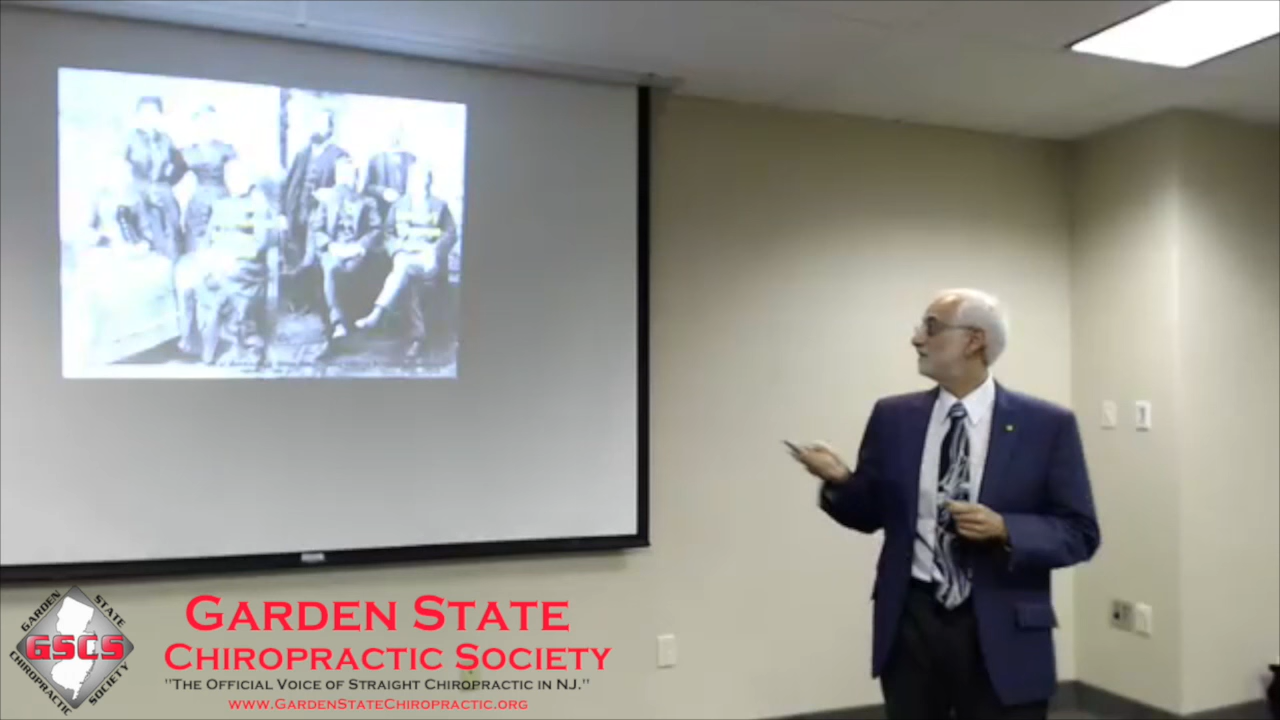 GARDEN STATE
CHIROPRACTIC SOCIETY
"THE OFFICIAL VOICE OF STRAIGHT CHIROPRACTIC IN NJ."
WWW.GARDENSTATECHIROPRACTIC.ORG
GARDEN STATE
GSCS
CHIROPRACTIC SOCIETY